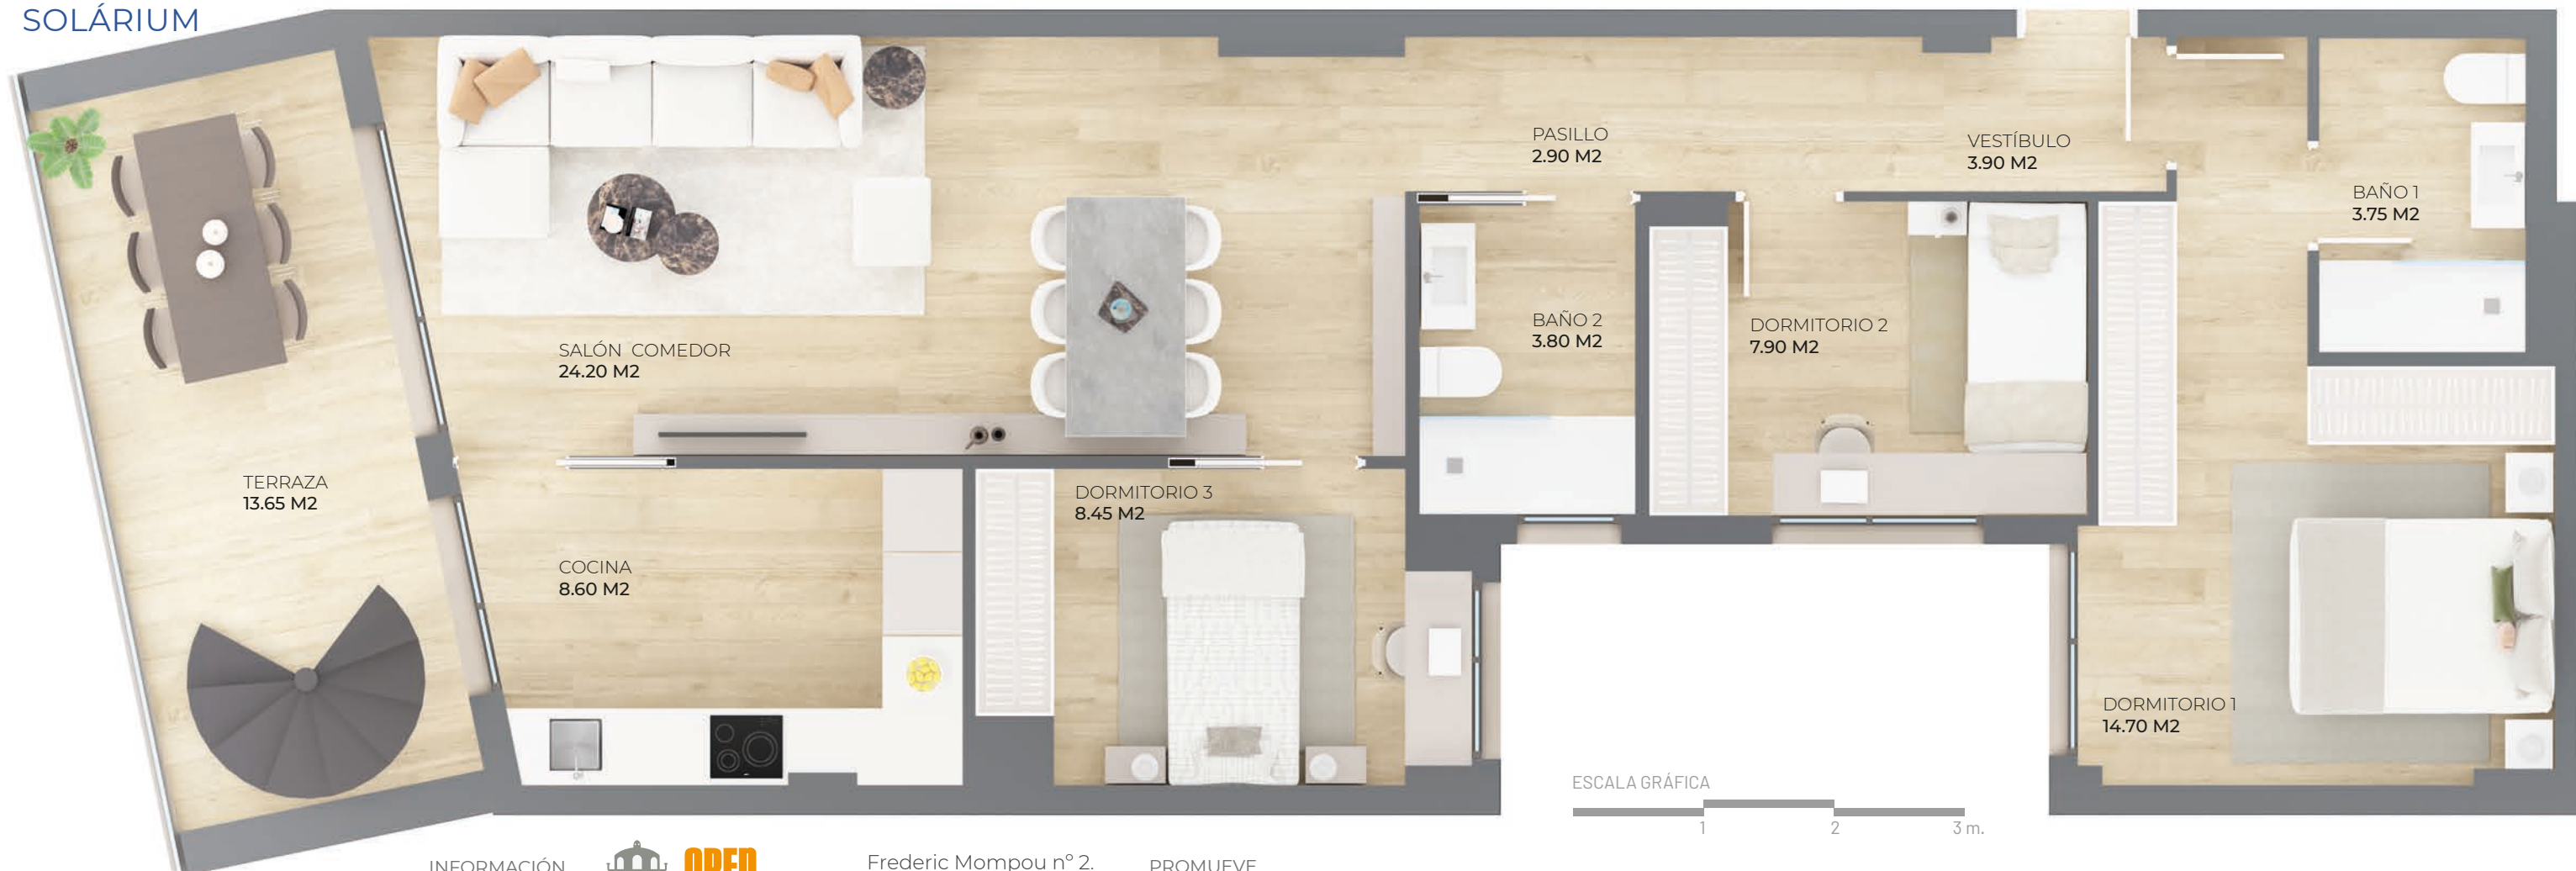 SOLÁRIUM
PASILLO
2.90 M2
VESTÍBULO
3.90 M2
BAÑO 1
3.75 M2
BAÑO 2
3.80 M2
DORMITORIO 2
7.90 M2
SALÓN COMEDOR
24.20 M2
TERRAZA
13.65 M2
DORMITORIO 3
8.45 M2
COCINA
8.60 M2
DORMITORIO 1
14.70 M2
ESCALA GRÁFICA
1 2 3 m.
INFORMACIÓN
Frederic Mompou nº 2.
PROMUEVE